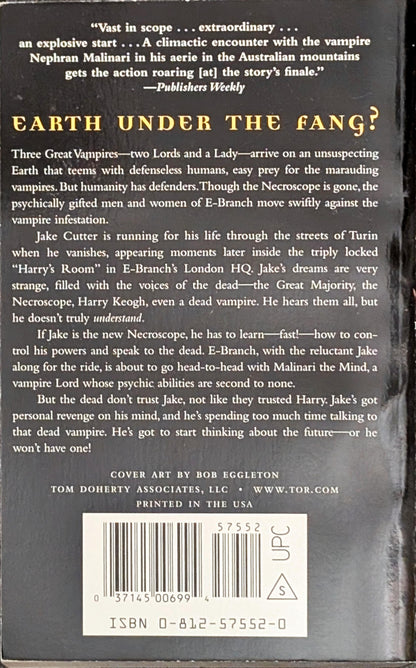 “Vast in scope . . . extraordinary . . .
an explosive start . . . A climactic encounter with the vampire
Nephran Malinari in his aerie in the Australian mountains
gets the action roaring [at] the story’s finale.”
—Publishers Weekly
EARTH UNDER THE FANG?
Three Great Vampires—two Lords and a Lady—arrive on an unsuspecting
Earth that teems with defenseless humans, easy prey for the marauding
vampires. But humanity has defenders. Though the Necroscope is gone, the
psychically gifted men and women of E-Branch move swiftly against the
vampire infestation.
Jake Cutter is running for his life through the streets of Turin
when he vanishes, appearing moments later inside the triply locked
“Harry’s Room” in E-Branch’s London HQ. Jake’s dreams are very
strange, filled with the voices of the dead—the Great Majority, the
Necroscope, Harry Keogh, even a dead vampire. He hears them all, but
he doesn’t truly understand.
If Jake is the new Necroscope, he has to learn—fast!—how to con-
trol his powers and speak to the dead. E-Branch, with the reluctant Jake
along for the ride, is about to go head-to-head with Malinari the Mind, a
vampire Lord whose psychic abilities are second to none.
But the dead don’t trust Jake, not like they trusted Harry. Jake’s got
personal revenge on his mind, and he’s spending too much time talking to
that dead vampire. He’s got to start thinking about the future—or he
won’t have one!
COVER ART BY BOB EGGLETON
TOM DOHERTY ASSOCIATES, LLC • WWW.TOR.COM
PRINTED IN THE USA
57552
UPC
S
0 37145 00699 4
ISBN 0-812-57552-0